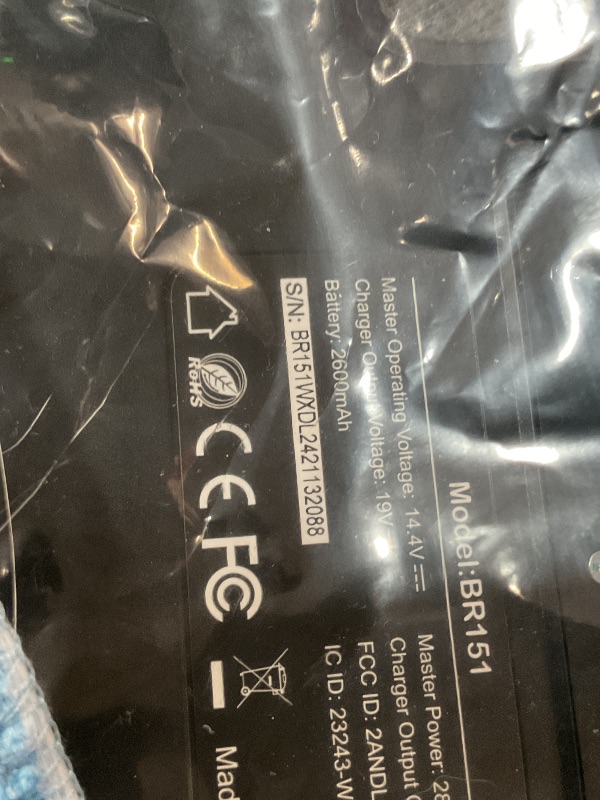 Model:BR151
Master Operating Voltage: 14.4V
Master Power: 28
Charger Output Voltage: 19V
Charger Output
Battery: 2600mAh
FCC ID: 2ANDL
IC ID: 23243-W
S/N: BR151WXDL2421132088
RoHS
CE
FC
Mad